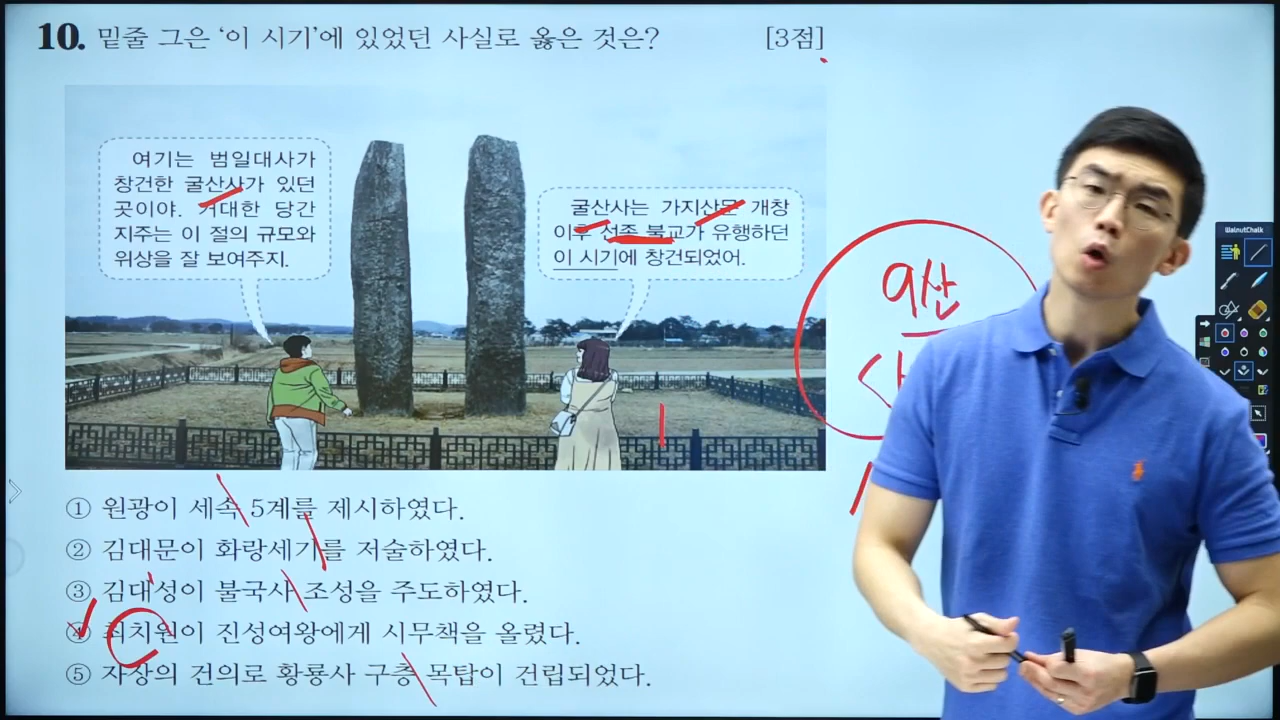 10. 밑줄 그은 ‘이 시기’에 있었던 사실로 옳은 것은? [3점]
여기는 범일대사가
창건한 굴산사가 있던
곳이야. 거대한 당간
지주는 이 절의 규모와
위상을 잘 보여주지.
굴산사는 가지산문 개창
이후 선종 불교가 유행하던
이 시기에 창건되었어.
9산
① 원광이 세속 5계를 제시하였다.
② 김대문이 화랑세기를 저술하였다.
③ 김대성이 불국사 조성을 주도하였다.
④ 최치원이 진성여왕에게 시무책을 올렸다.
⑤ 자장의 건의로 황룡사 구층 목탑이 건립되었다.
WalnutChalk